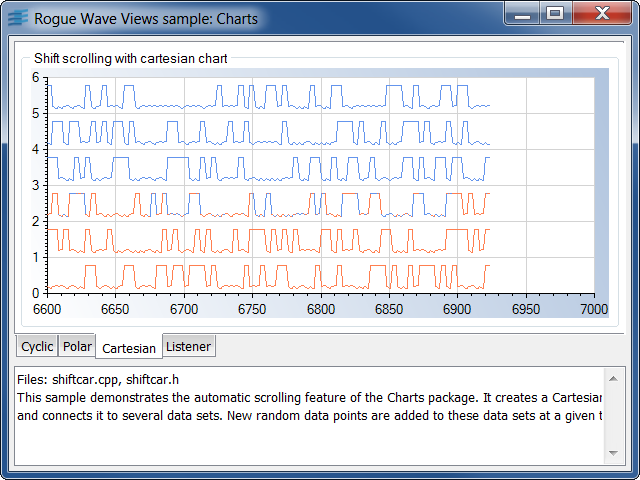 Rogue Wave Views sample: Charts
Shift scrolling with cartesian chart
6
5
4
3
2
1
0
6600 6650 6700 6750 6800 6850 6900 6950 7000
Cyclic Polar Cartesian Listener
Files: shiftcar.cpp, shiftcar.h
This sample demonstrates the automatic scrolling feature of the Charts package. It creates a Cartesian
and connects it to several data sets. New random data points are added to these data sets at a given t